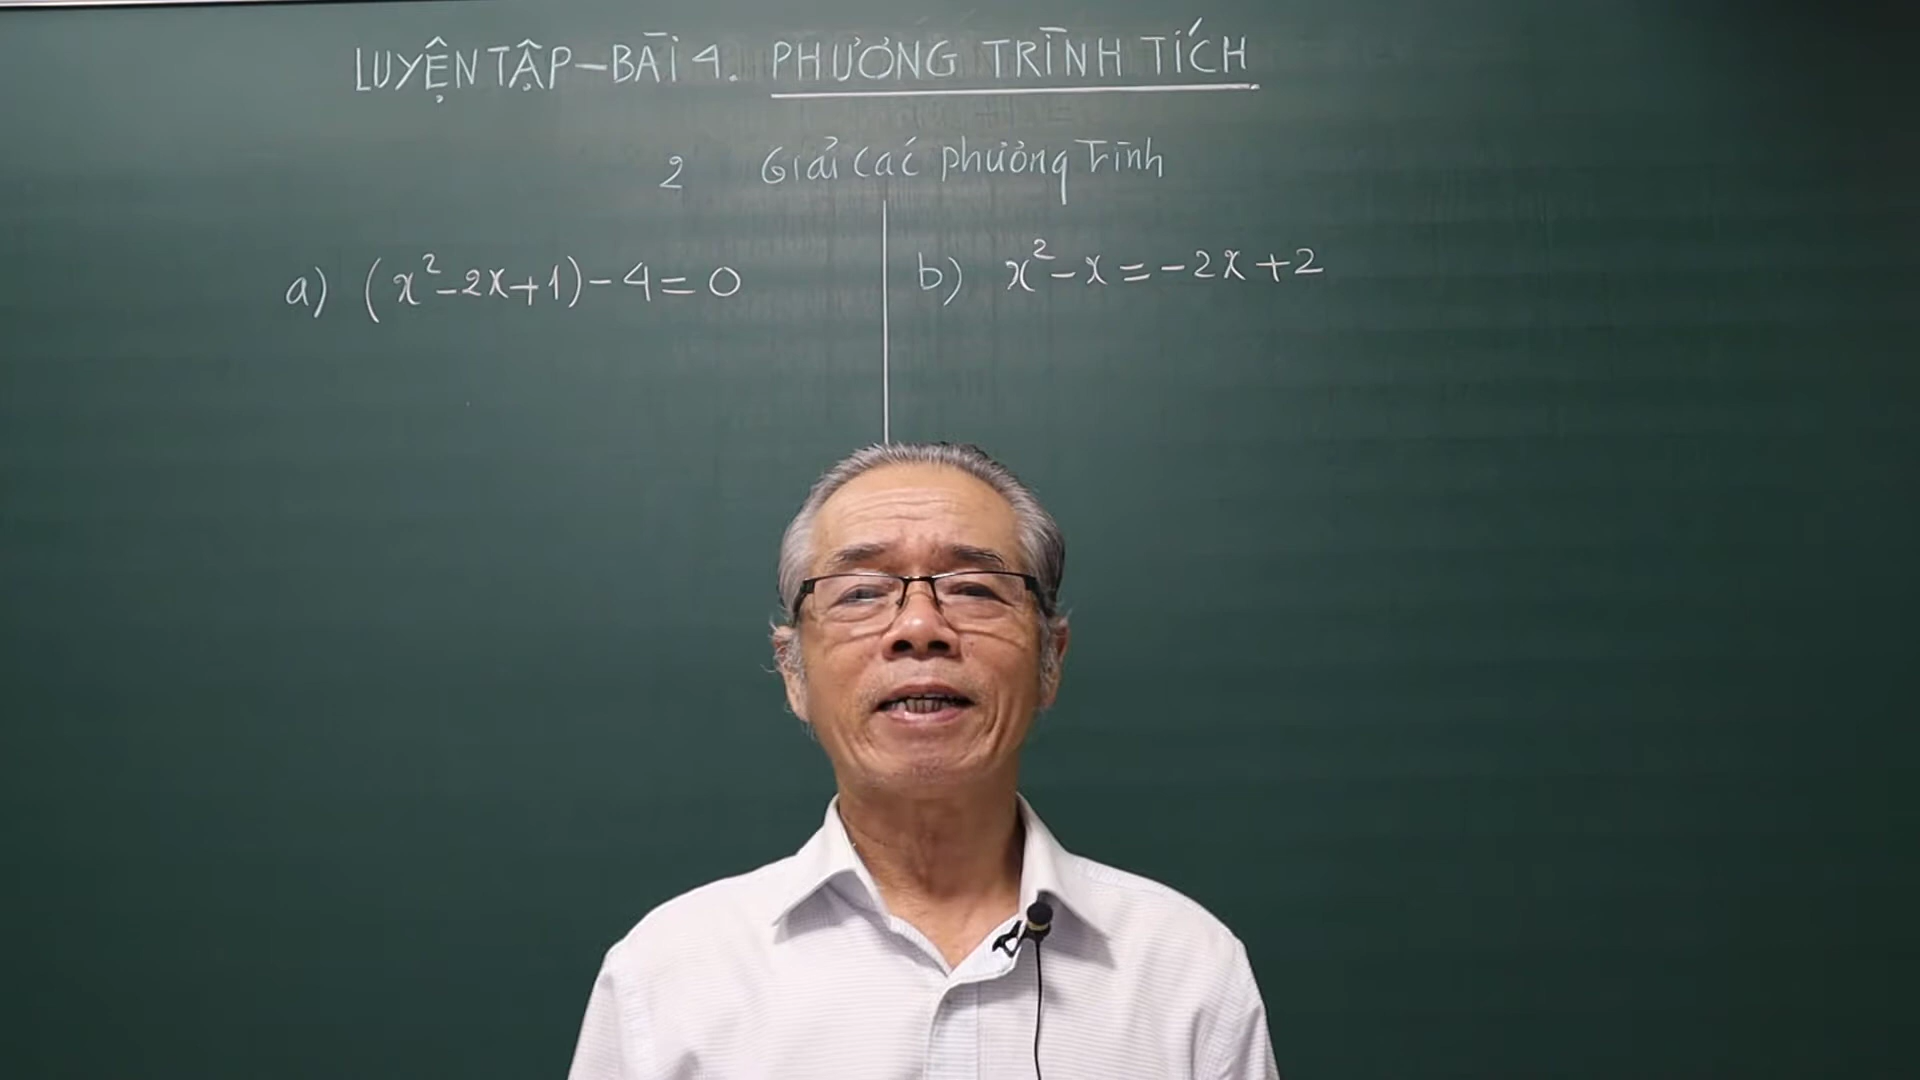 LUYỆN TẬP – BÀI 4. PHƯƠNG TRÌNH TÍCH
2 Giải các phương trình
a) (x² - 2x + 1) - 4 = 0
b) x² - x = -2x + 2